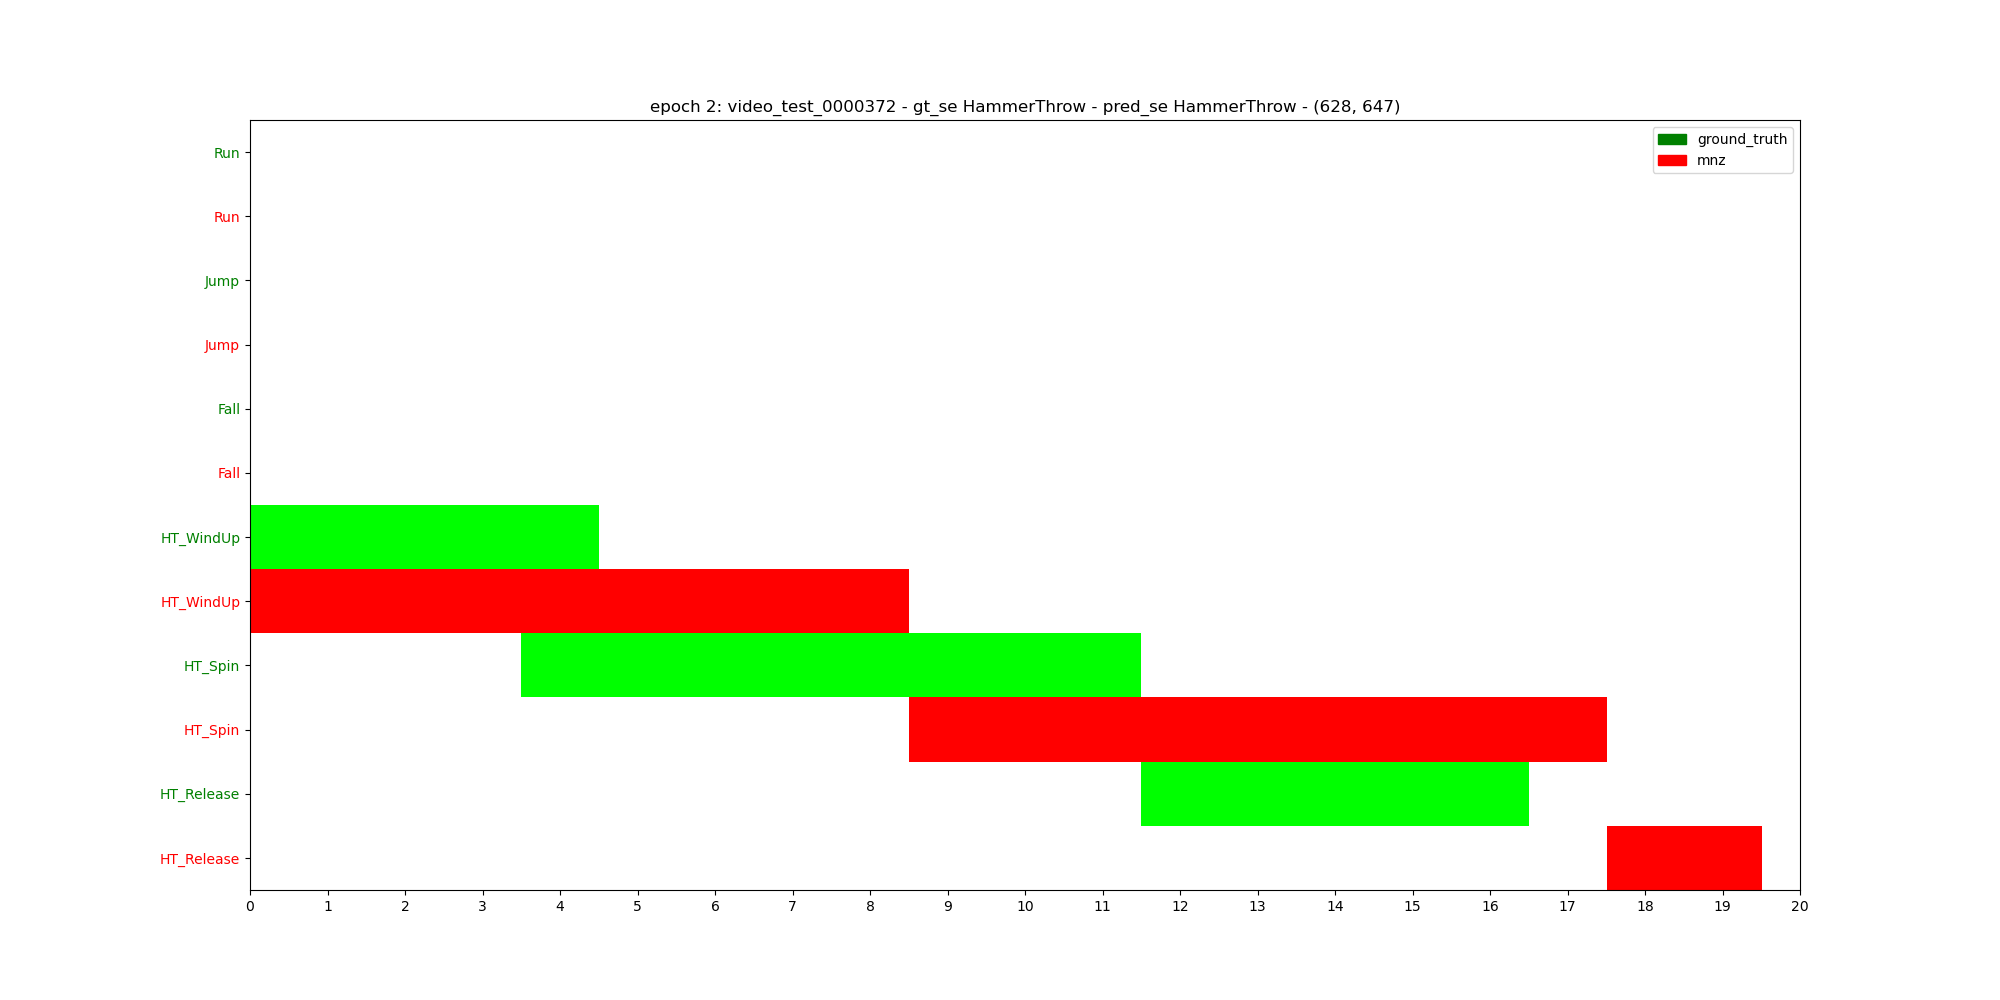 epoch 2: video_test_0000372 - gt_se HammerThrow - pred_se HammerThrow - (628, 647)
ground_truth
mnz
Run
Run
Jump
Jump
Fall
Fall
HT_WindUp
HT_WindUp
HT_Spin
HT_Spin
HT_Release
HT_Release
0 1 2 3 4 5 6 7 8 9 10 11 12 13 14 15 16 17 18 19 20